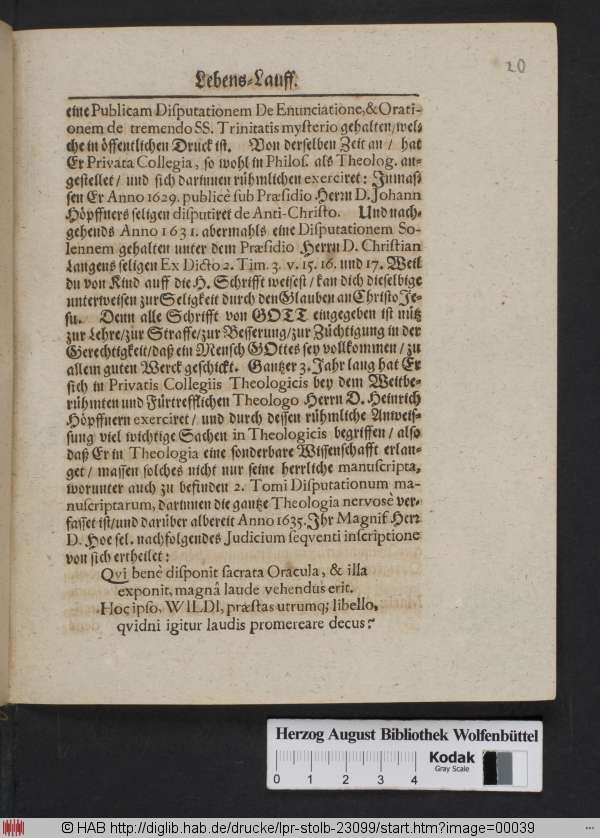 20
Lebens-Lauff.
eine Publicam Disputationem De Enunciatione, & Orati-
onem de tremendo SS. Trinitatis mysterio gehalten/ wel-
che in öffentlichen Druck ist. Von derselben Zeit an / hat
Er Privata Collegia, so wohl in Philos. als Theolog. an-
gestellet / und sich darinnen rühmlichen exerciret: Inmas-
sen Er Anno 1629. publicè sub Præsidio Herrn D. Johann
Höpffners seligen disputiret de Anti-Christo. Und nach-
gehends Anno 1631. abermahls eine Disputationem So-
lennem gehalten unter dem Præsidio Herrn D. Christian
Langens seligen Ex Dicto 2. Tim. 3. v. 15. 16. und 17. Weil
du von Kind auff die H. Schrifft weisest / kan dich dieselbige
unterweisen zur Seligkeit durch den Glauben an Christo Je-
su. Denn alle Schrifft von GOTT eingegeben ist nütz
zur Lehre/ zur Straffe/ zur Besserung/ zur Züchtigung in der
Gerechtigkeit/ daß ein Mensch GOttes sey vollkommen / zu
allein guten Werck geschickt. Gantzer 3. Jahr lang hat Er
sich in Privatis Collegiis Theologicis bey dem Weitbe-
rühmten und Fürtrefflichen Theologo Herrn D. Heinrich
Höpffnern exerciret / und durch dessen rühmliche Anweis-
sung viel wichtige Sachen in Theologicis begriffen / also
daß Er in Theologia eine sonderbare Wissenschafft erlan-
get / massen solches nicht nur seine herrliche manuscripta,
worunter auch zu befinden 2. Tomi Disputationum ma-
nuscriptarum, darinnen die gantze Theologia nervosè ver-
fasset ist/ und darüber albereit Anno 1635. Ihr Magnif. Herr
D. Hoe sel. nachfolgendes Judicium seqventi inscriptione
von sich ertheilet:
Qvi benè disponit sacrata Oracula, & illa
exponit, magnâ laude vehendus erit.
Hoc ipso, WILDI, præstas utrumq; libello,
qvidni igitur laudis promereare decus?
Herzog August Bibliothek Wolfenbüttel
0 1 2 3 4
Kodak
Gray Scale
© HAB http://diglib.hab.de/drucke/lpr-stolb-23099/start.htm?image=00039